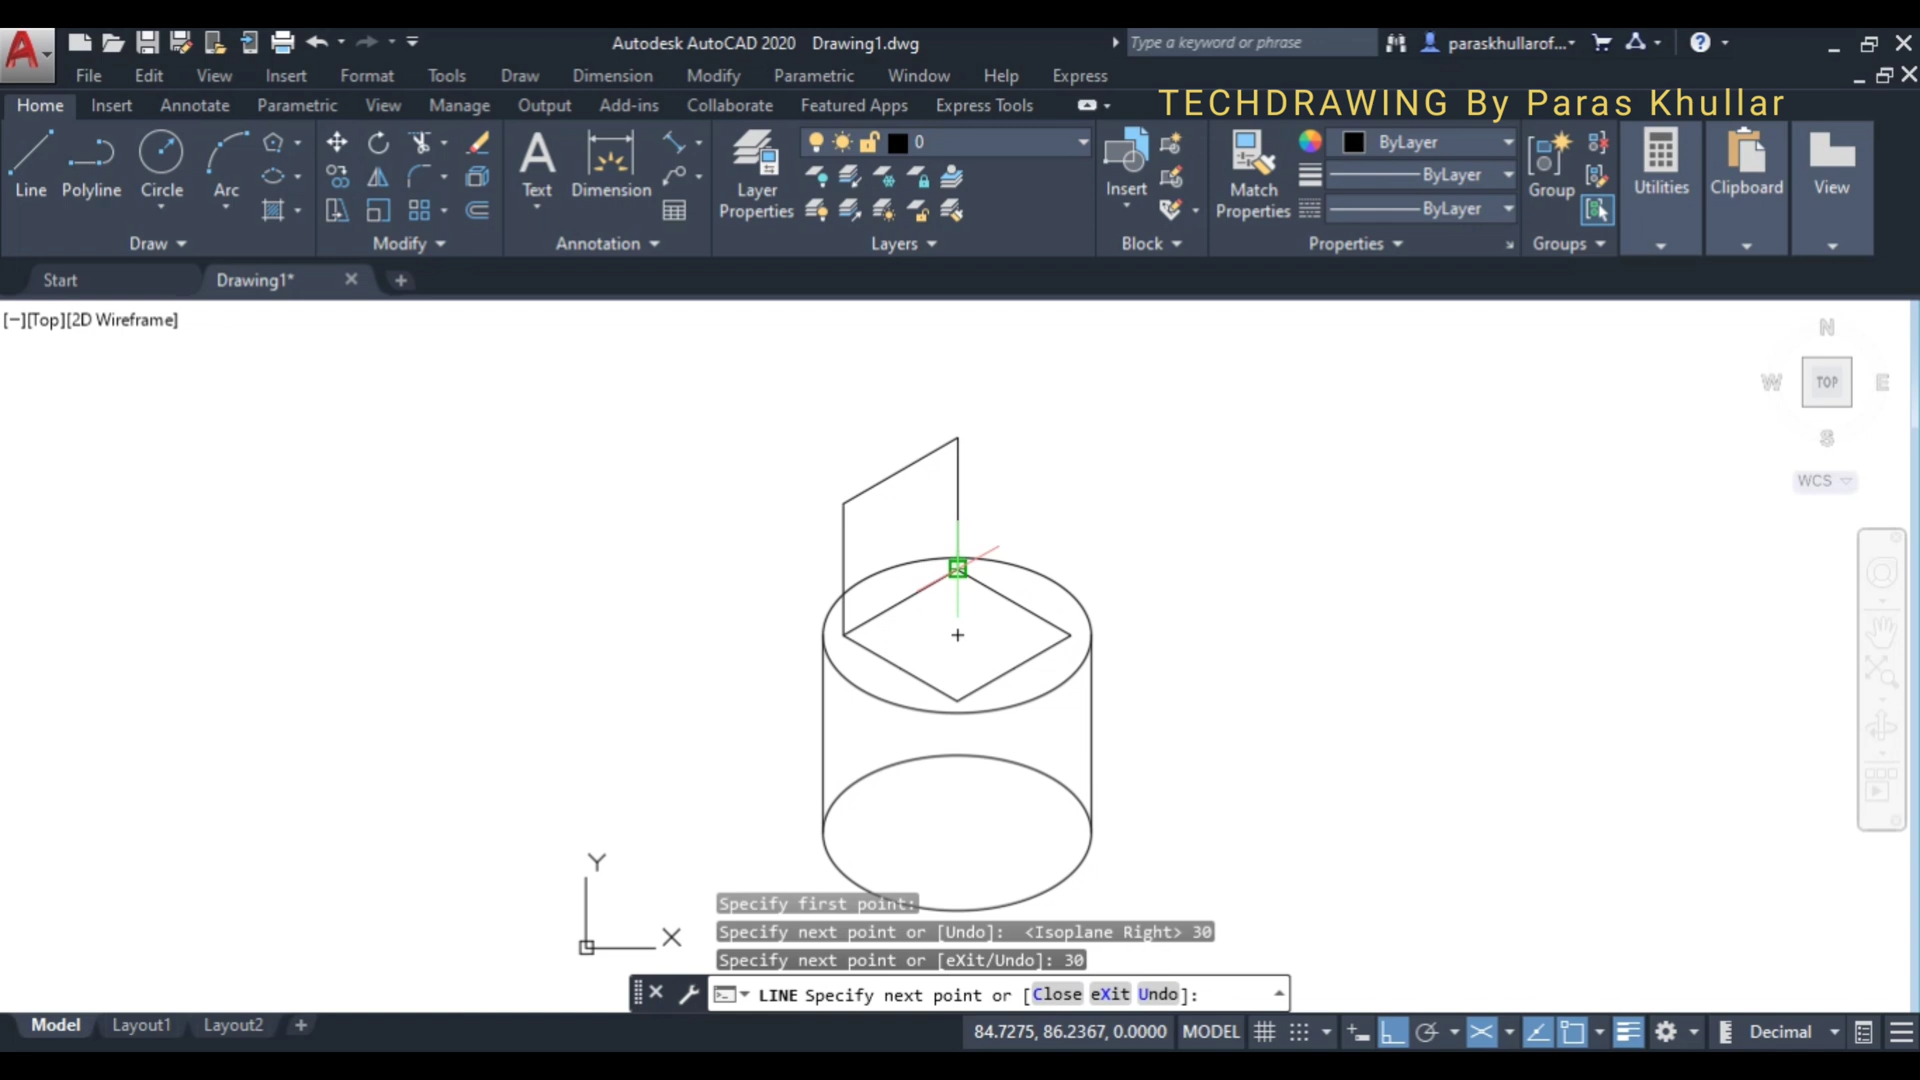 Autodesk AutoCAD 2020 Drawing1.dwg Type a keyword or phrase paraskhullarof...
File Edit View Insert Format Tools Draw Dimension Modify Parametric Window Help Express
Home Insert Annotate Parametric View Manage Output Add-ins Collaborate Featured Apps Express Tools
TECHDRAWING By Paras Khullar
0 ByLayer
Line Polyline Circle Arc Text Dimension Layer Properties Insert Match Properties ByLayer Group Utilities Clipboard View
ByLayer
Draw Modify Annotation Layers Block Properties Groups
Start Drawing1*
[−][Top][2D Wireframe]
N
W TOP E
S
WCS
Y
X
Specify first point:
Specify next point or [Undo]: <Isoplane Right> 30
Specify next point or [eXit/Undo]: 30
LINE Specify next point or [Close eXit Undo]:
Model Layout1 Layout2 +
84.7275, 86.2367, 0.0000 MODEL Decimal